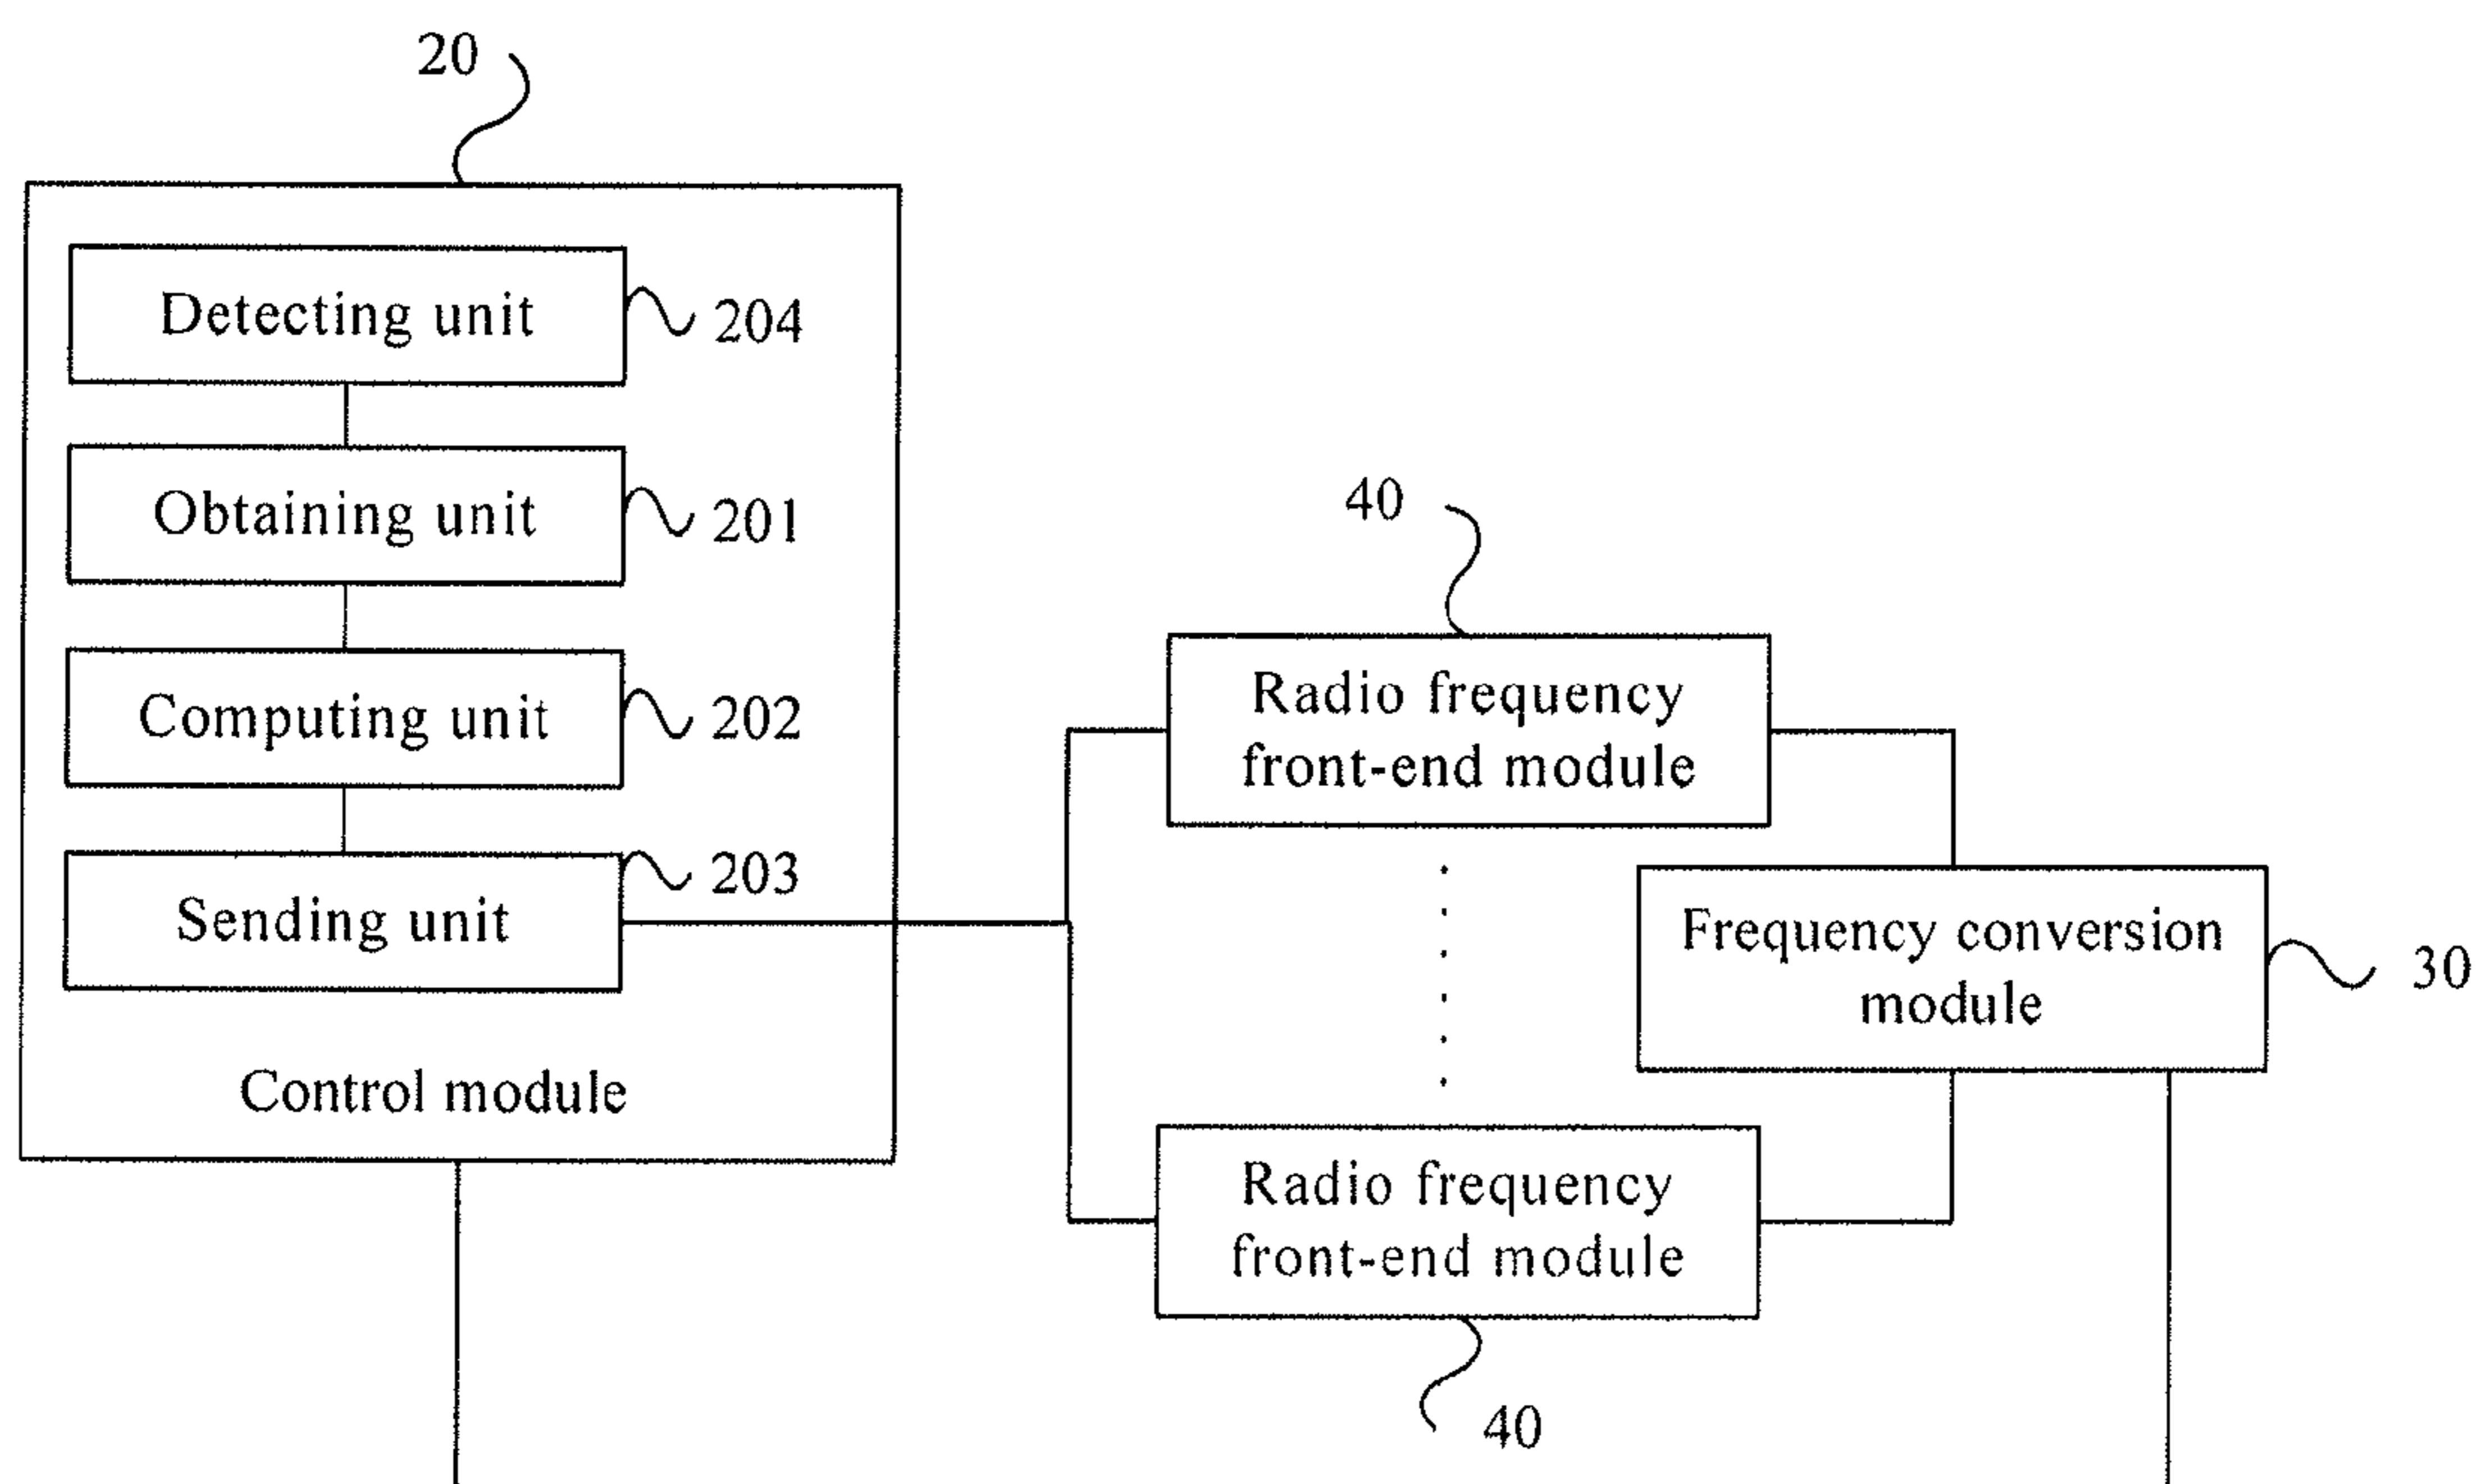 20
Detecting unit
204
Obtaining unit
201
Computing unit
202
Sending unit
203
Control module
40
Radio frequency
front-end module
Frequency conversion
module
30
Radio frequency
front-end module
40